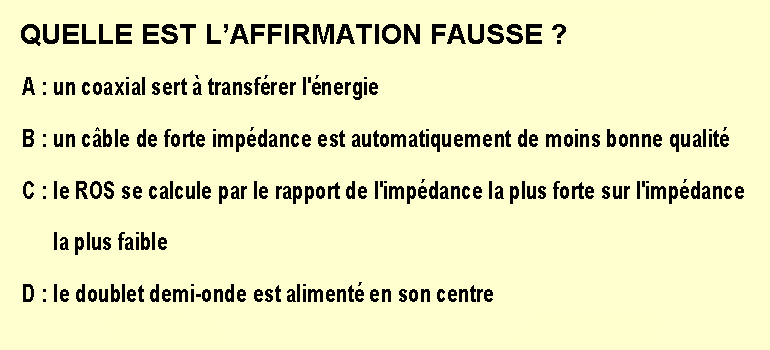 QUELLE EST L’AFFIRMATION FAUSSE ?
A : un coaxial sert à transférer l'énergie
B : un câble de forte impédance est automatiquement de moins bonne qualité
C : le ROS se calcule par le rapport de l'impédance la plus forte sur l'impédance
la plus faible
D : le doublet demi-onde est alimenté en son centre